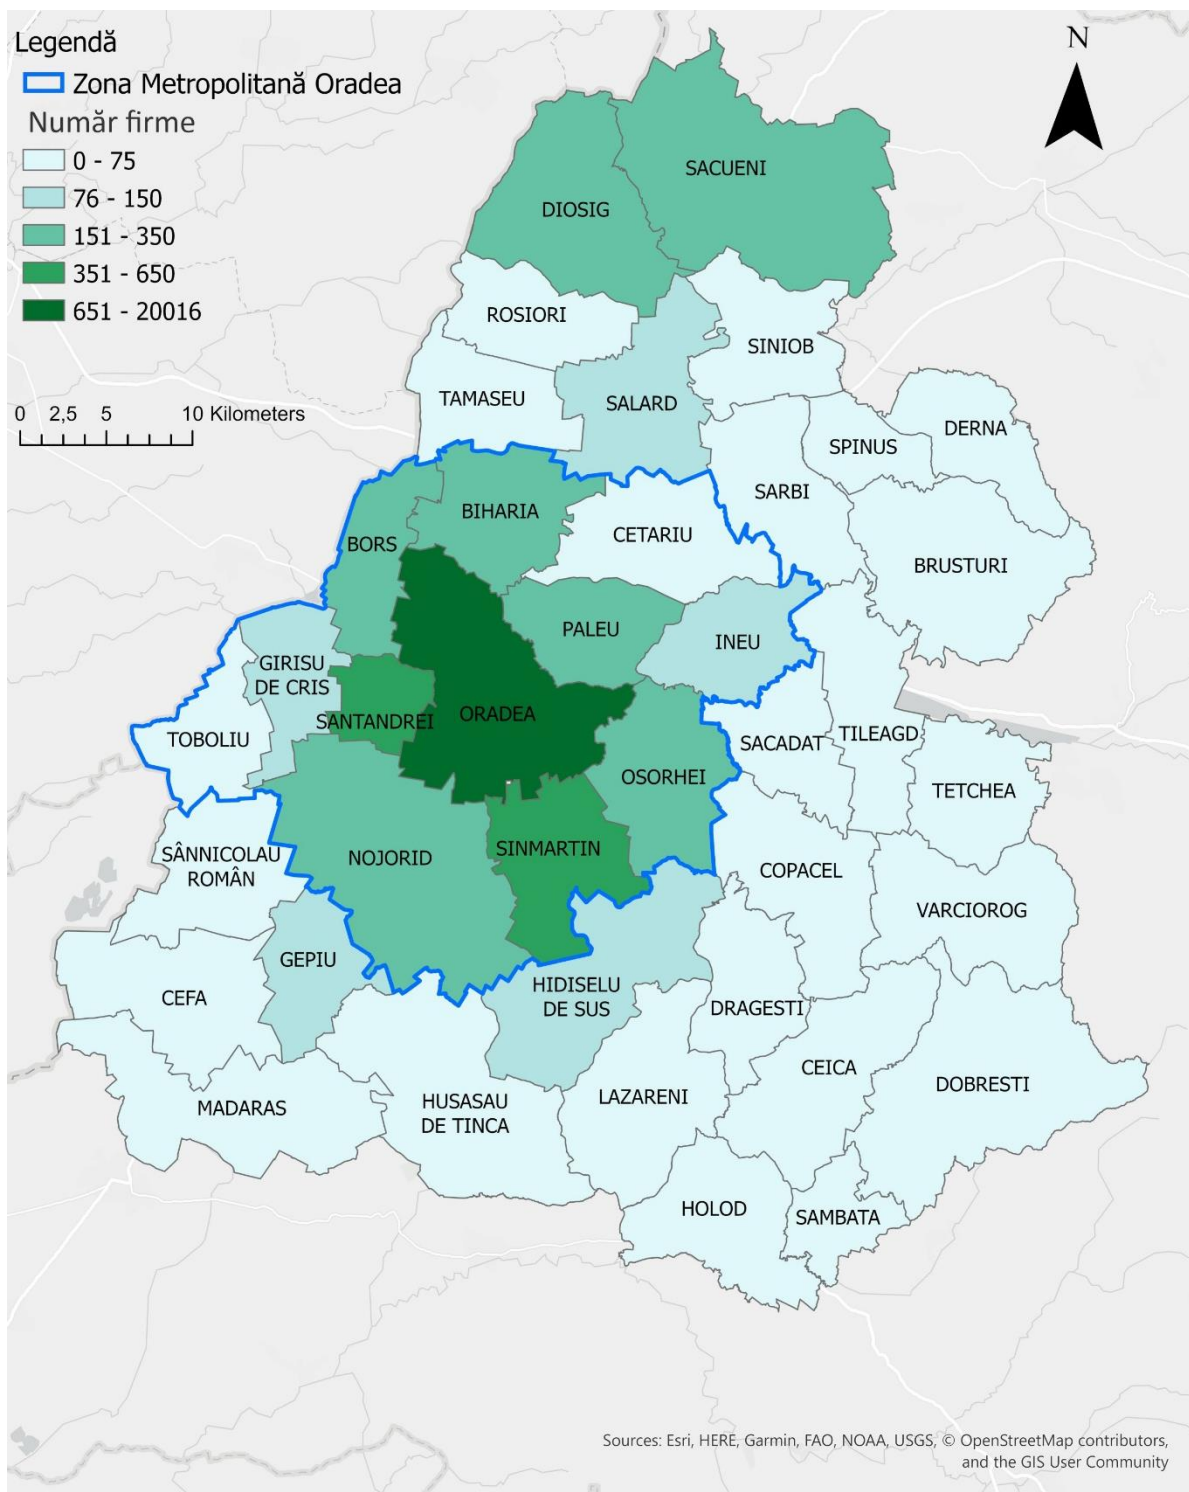 Legendă
Zona Metropolitană Oradea
Număr firme
0 - 75
76 - 150
151 - 350
351 - 650
651 - 20016
0 2,5 5 10 Kilometers
N
SACUENI
DIOSIG
ROSIORI
SINIOB
TAMASEU
SALARD
DERNA
SPINUS
SARBI
BIHARIA
CETARIU
BORS
BRUSTURI
PALEU
INEU
GIRISU
DE CRIS
SANTANDREI
ORADEA
TOBOLIU
SACADAT
TILEAGD
OSORHEI
TETCHEA
SÂNNICOLAU
ROMÂN
NOJORID
SINMARTIN
COPACEL
VARCIOROG
GEPIU
CEFA
HIDISELU
DE SUS
DRAGESTI
CEICA
DOBRESTI
MADARAS
HUSASAU
DE TINCA
LAZARENI
HOLOD
SAMBATA
Sources: Esri, HERE, Garmin, FAO, NOAA, USGS, © OpenStreetMap contributors,
and the GIS User Community